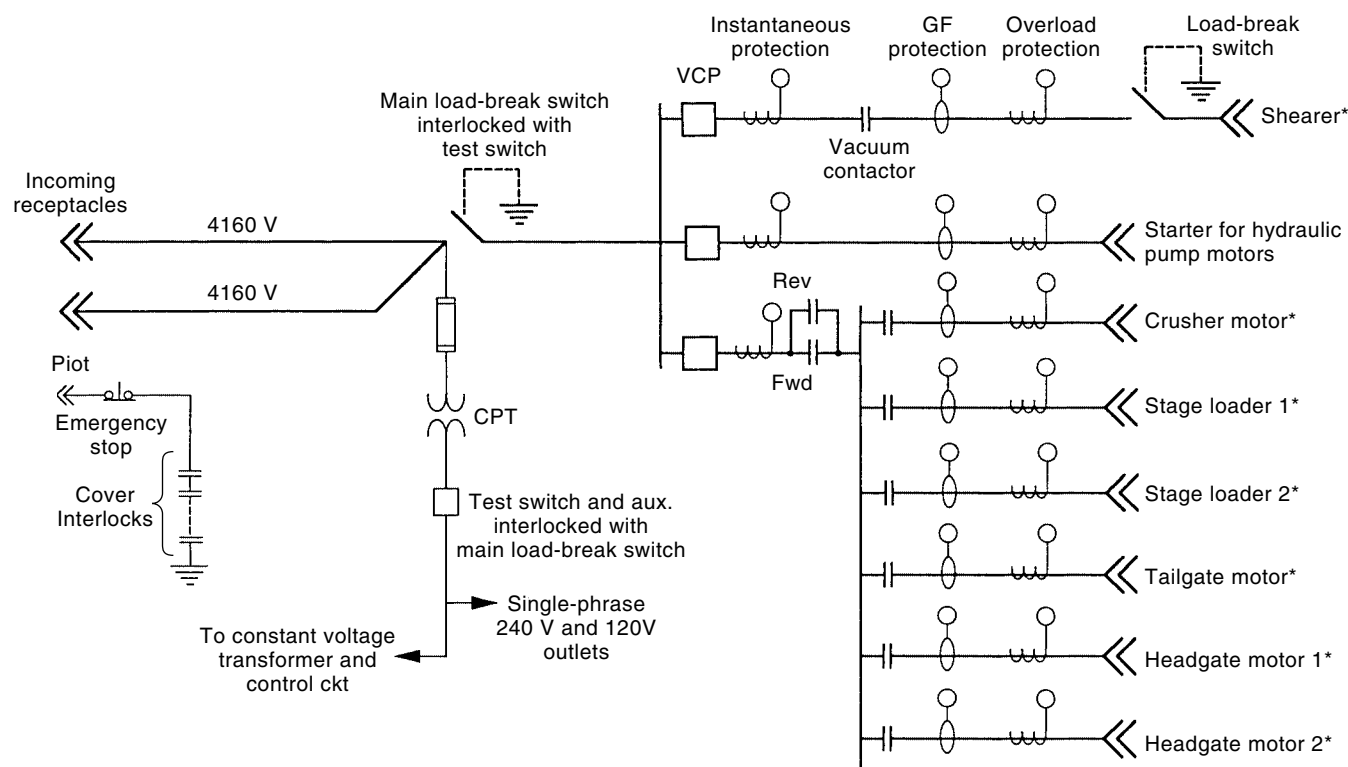 Instantaneous
protection
GF
protection
Overload
protection
Load-break
switch
VCP
Main load-break switch
interlocked with
test switch
Shearer*
Vacuum
contactor
Incoming
receptacles
4160 V
Starter for hydraulic
pump motors
4160 V
Rev
Crusher motor*
Fwd
Piot
Emergency
stop
CPT
Stage loader 1*
Cover
Interlocks
Test switch and aux.
interlocked with
main load-break switch
Stage loader 2*
Tailgate motor*
Single-phrase
240 V and 120V
outlets
To constant voltage
transformer and
control ckt
Headgate motor 1*
Headgate motor 2*